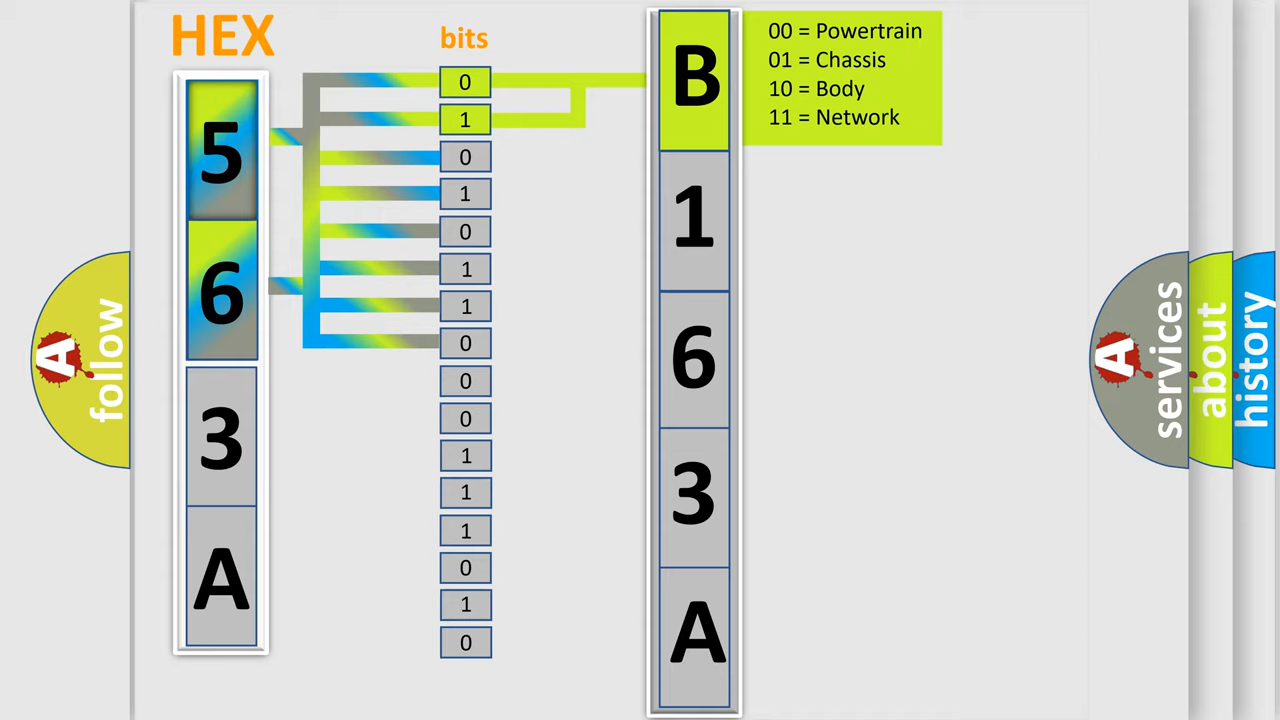 HEX
bits
5
6
3
A
0
1
0
1
0
1
1
0
0
0
1
1
1
0
1
0
B
1
6
3
A
00 = Powertrain
01 = Chassis
10 = Body
11 = Network
A
follow
A
services
about
history